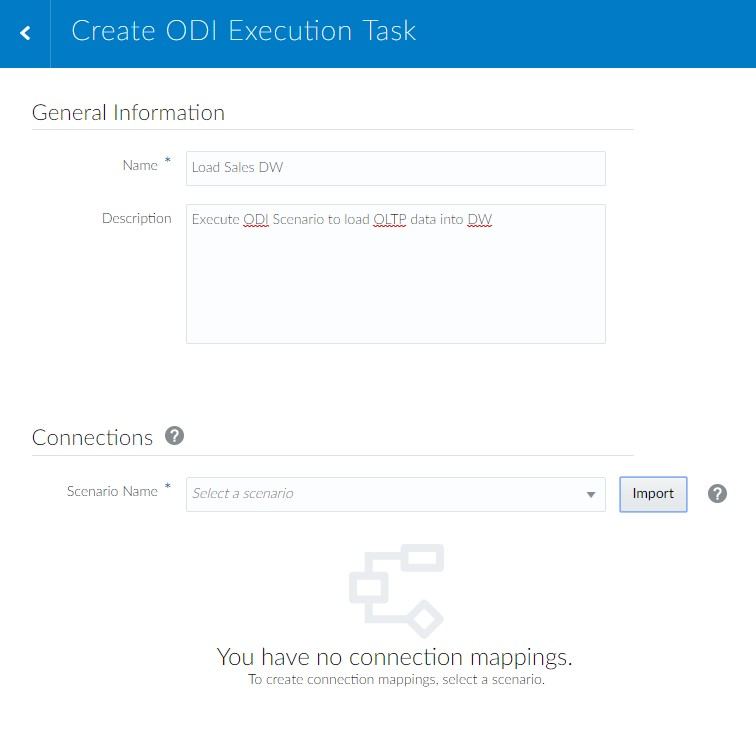 Create ODI Execution Task
General Information
Name *
Load Sales DW
Description
Execute ODI Scenario to load OLTP data into DW
Connections ?
Scenario Name *
Select a scenario
Import ?
You have no connection mappings.
To create connection mappings, select a scenario.